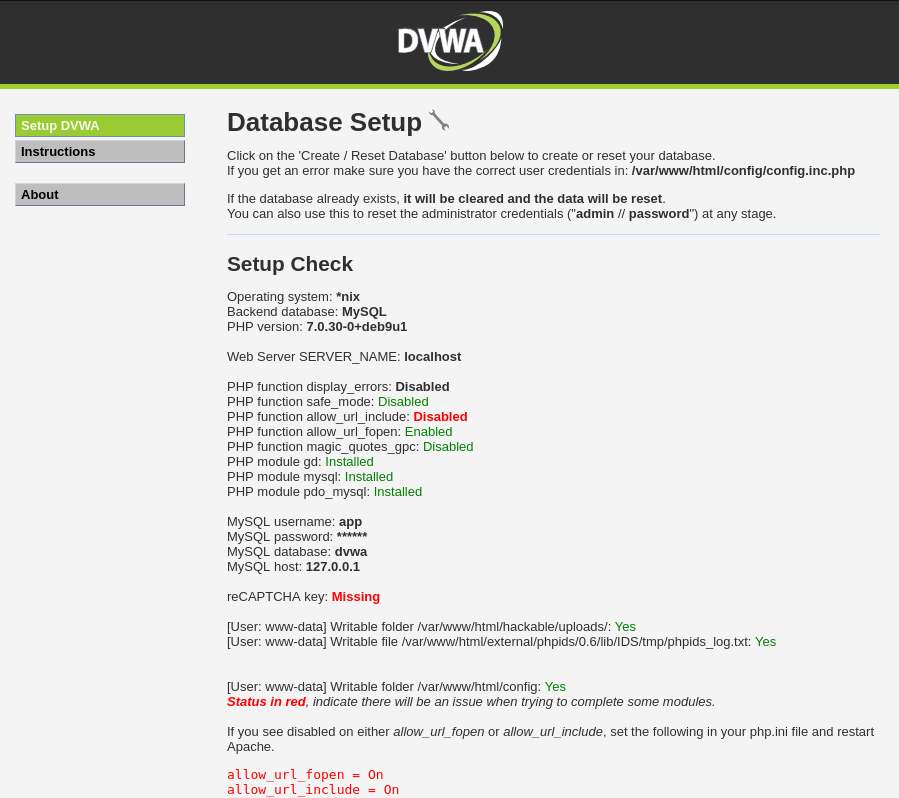 DVWA
Setup DVWA
Instructions
About
Database Setup
Click on the 'Create / Reset Database' button below to create or reset your database.
If you get an error make sure you have the correct user credentials in: /var/www/html/config/config.inc.php
If the database already exists, it will be cleared and the data will be reset.
You can also use this to reset the administrator credentials ("admin // password") at any stage.
Setup Check
Operating system: *nix
Backend database: MySQL
PHP version: 7.0.30-0+deb9u1
Web Server SERVER_NAME: localhost
PHP function display_errors: Disabled
PHP function safe_mode: Disabled
PHP function allow_url_include: Disabled
PHP function allow_url_fopen: Enabled
PHP function magic_quotes_gpc: Disabled
PHP module gd: Installed
PHP module mysql: Installed
PHP module pdo_mysql: Installed
MySQL username: app
MySQL password: ******
MySQL database: dvwa
MySQL host: 127.0.0.1
reCAPTCHA key: Missing
[User: www-data] Writable folder /var/www/html/hackable/uploads/: Yes
[User: www-data] Writable file /var/www/html/external/phpids/0.6/lib/IDS/tmp/phpids_log.txt: Yes
[User: www-data] Writable folder /var/www/html/config: Yes
Status in red, indicate there will be an issue when trying to complete some modules.
If you see disabled on either allow_url_fopen or allow_url_include, set the following in your php.ini file and restart
Apache.
allow_url_fopen = On
allow_url_include = On